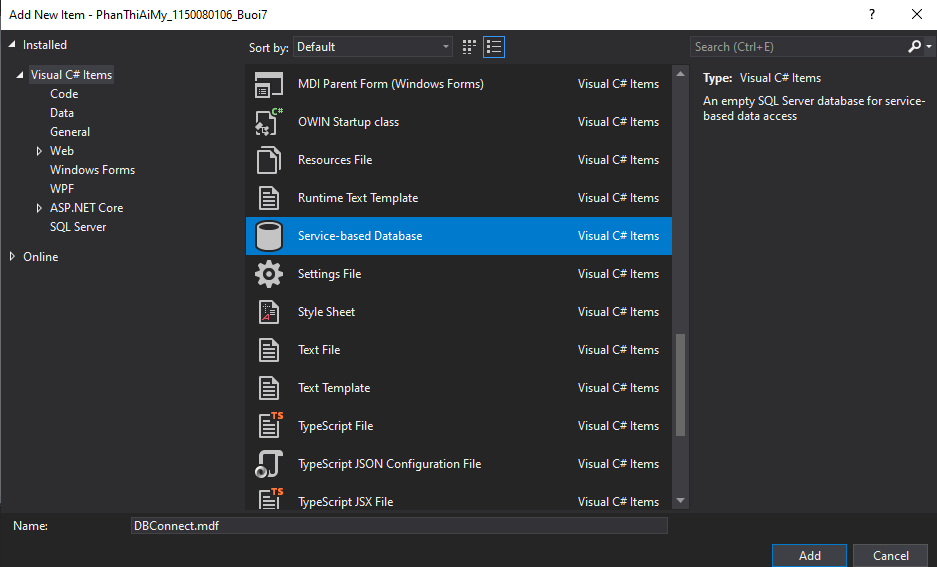 Add New Item - PhanThiAiMy_1150080106_Buoi7
?
Installed
Visual C# Items
Code
Data
General
Web
Windows Forms
WPF
ASP.NET Core
SQL Server
Online
Sort by: Default
MDI Parent Form (Windows Forms) Visual C# Items
OWIN Startup class Visual C# Items
Resources File Visual C# Items
Runtime Text Template Visual C# Items
Service-based Database Visual C# Items
Settings File Visual C# Items
Style Sheet Visual C# Items
Text File Visual C# Items
Text Template Visual C# Items
TypeScript File Visual C# Items
TypeScript JSON Configuration File Visual C# Items
TypeScript JSX File Visual C# Items
C#
TS
TS
Search (Ctrl+E)
Type: Visual C# Items
An empty SQL Server database for service-
based data access
Name: DBConnect.mdf
Add Cancel